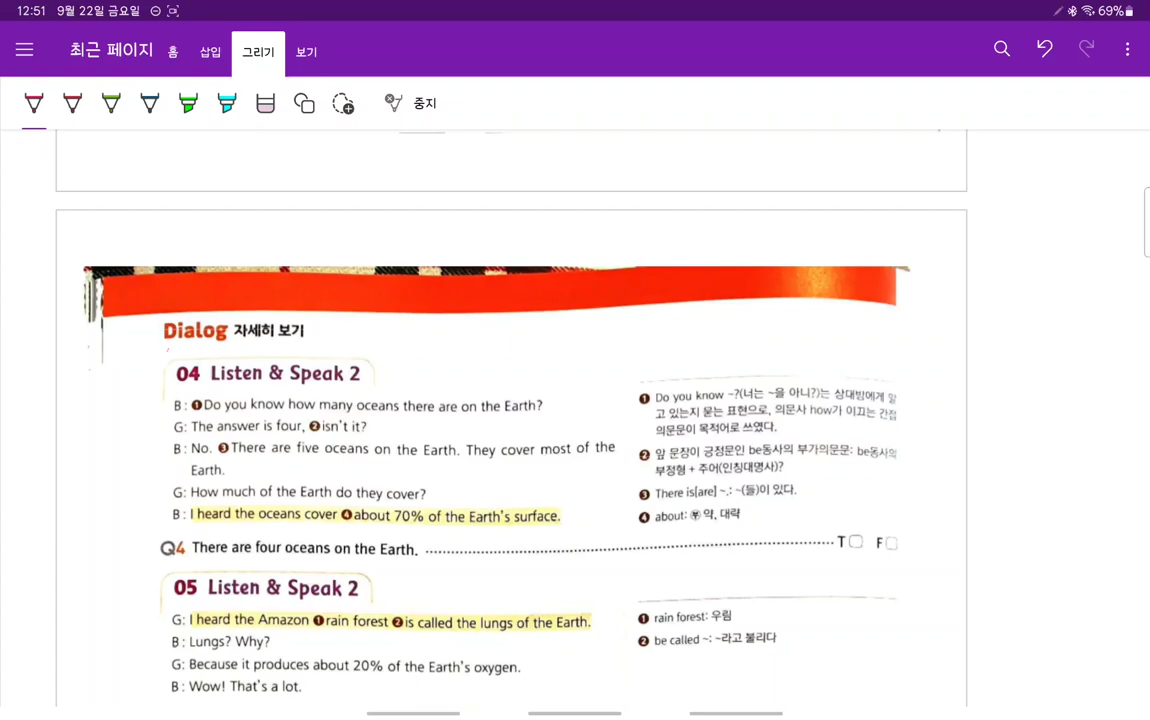 12:51 9월 22일 금요일 69%
최근 페이지 홈 삽입 그리기 보기
중지
Dialog 자세히 보기
04 Listen & Speak 2
B : ❶Do you know how many oceans there are on the Earth?
G: The answer is four, ❷isn't it?
B : No. ❸There are five oceans on the Earth. They cover most of the
Earth.
G: How much of the Earth do they cover?
B : I heard the oceans cover ❹about 70% of the Earth's surface.
❶ Do you know ~?(너는 ~을 아니?)는 상대방에게 알
고 있는지 묻는 표현으로, 의문사 how가 이끄는 간접
의문문이 목적어로 쓰였다.
❷ 앞 문장이 긍정문인 be동사의 부가의문문: be동사의
부정형 + 주어(인칭대명사)?
❸ There is[are] ~.: ~(들)이 있다.
❹ about: ㉘ 약, 대략
Q4 There are four oceans on the Earth. T F
05 Listen & Speak 2
G: I heard the Amazon ❶rain forest ❷is called the lungs of the Earth.
B : Lungs? Why?
G: Because it produces about 20% of the Earth's oxygen.
B : Wow! That's a lot.
❶ rain forest: 우림
❷ be called ~: ~라고 불리다